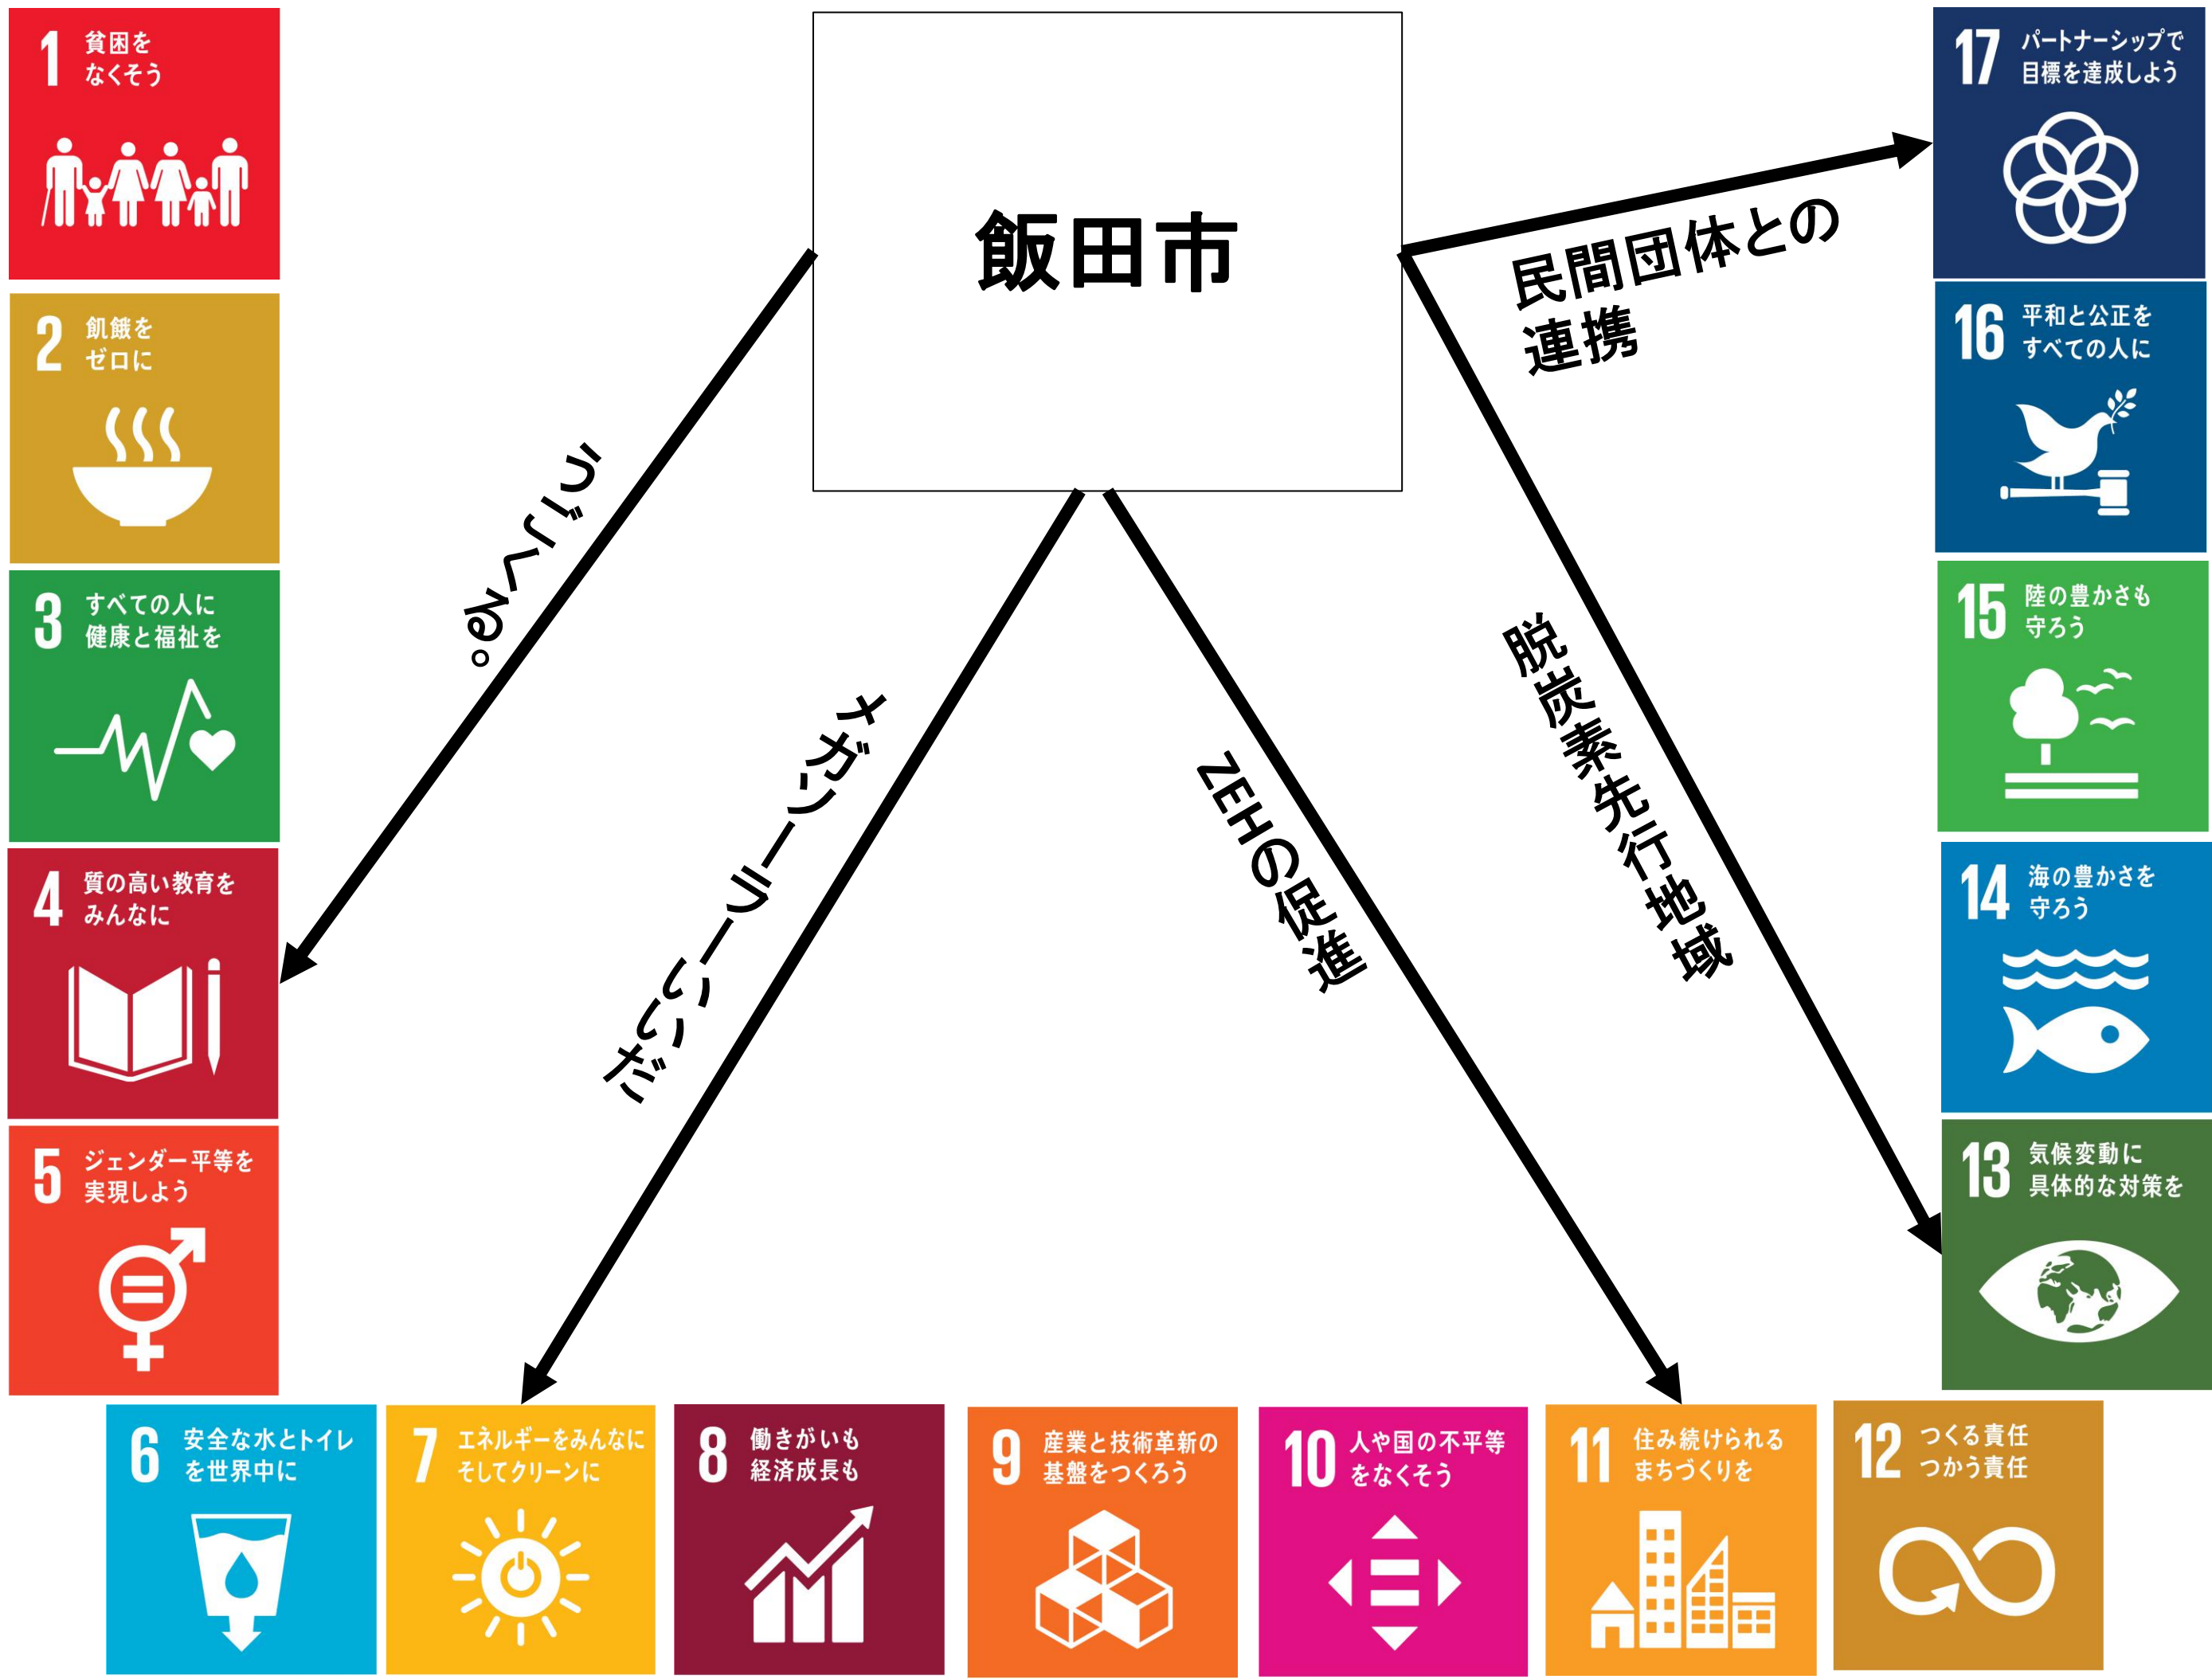 1 貧困を
なくそう
2 飢餓を
ゼロに
3 すべての人に
健康と福祉を
4 質の高い教育を
みんなに
5 ジェンダー平等を
実現しよう
6 安全な水とトイレ
を世界中に
7 エネルギーをみんなに
そしてクリーンに
8 働きがいも
経済成長も
9 産業と技術革新の
基盤をつくろう
10 人や国の不平等
をなくそう
11 住み続けられる
まちづくりを
12 つくる責任
つかう責任
13 気候変動に
具体的な対策を
14 海の豊かさを
守ろう
15 陸の豊かさも
守ろう
16 平和と公正を
すべての人に
17 パートナーシップで
目標を達成しよう
飯田市
うごくる。
メガソーラーいいだ
ZEHの促進
脱炭素先行地域
民間団体との
連携